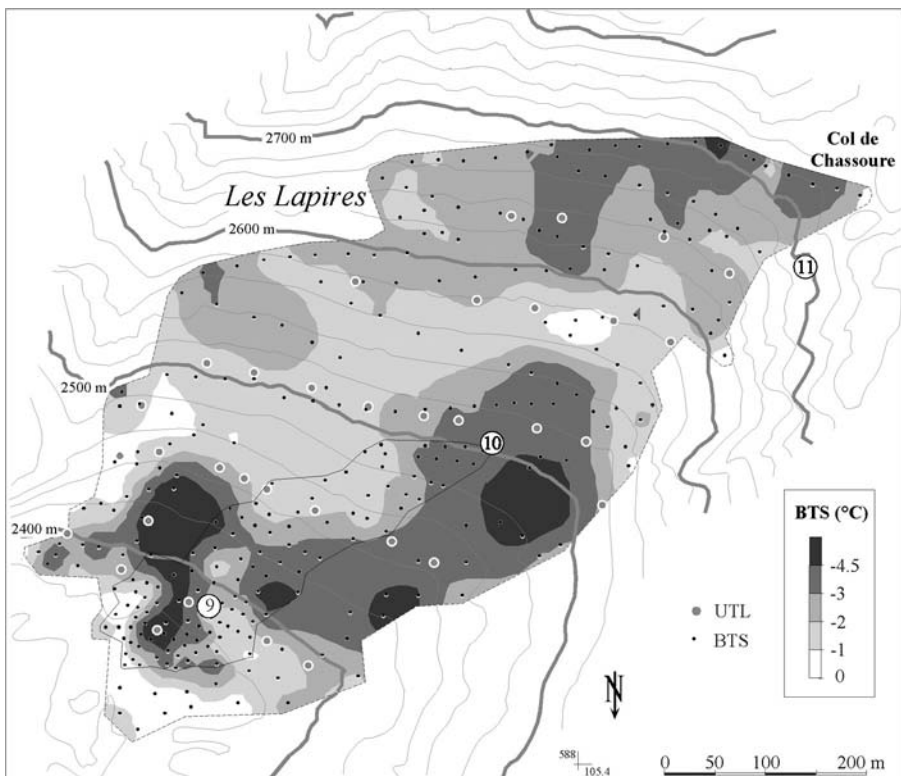 2700 m
Col de
Chassoure
Les Lapires
2600 m
11
2500 m
10
BTS (°C)
-4.5
-3
-2
-1
0
2400 m
9
UTL
BTS
N
588
105.4
0 50 100 200 m